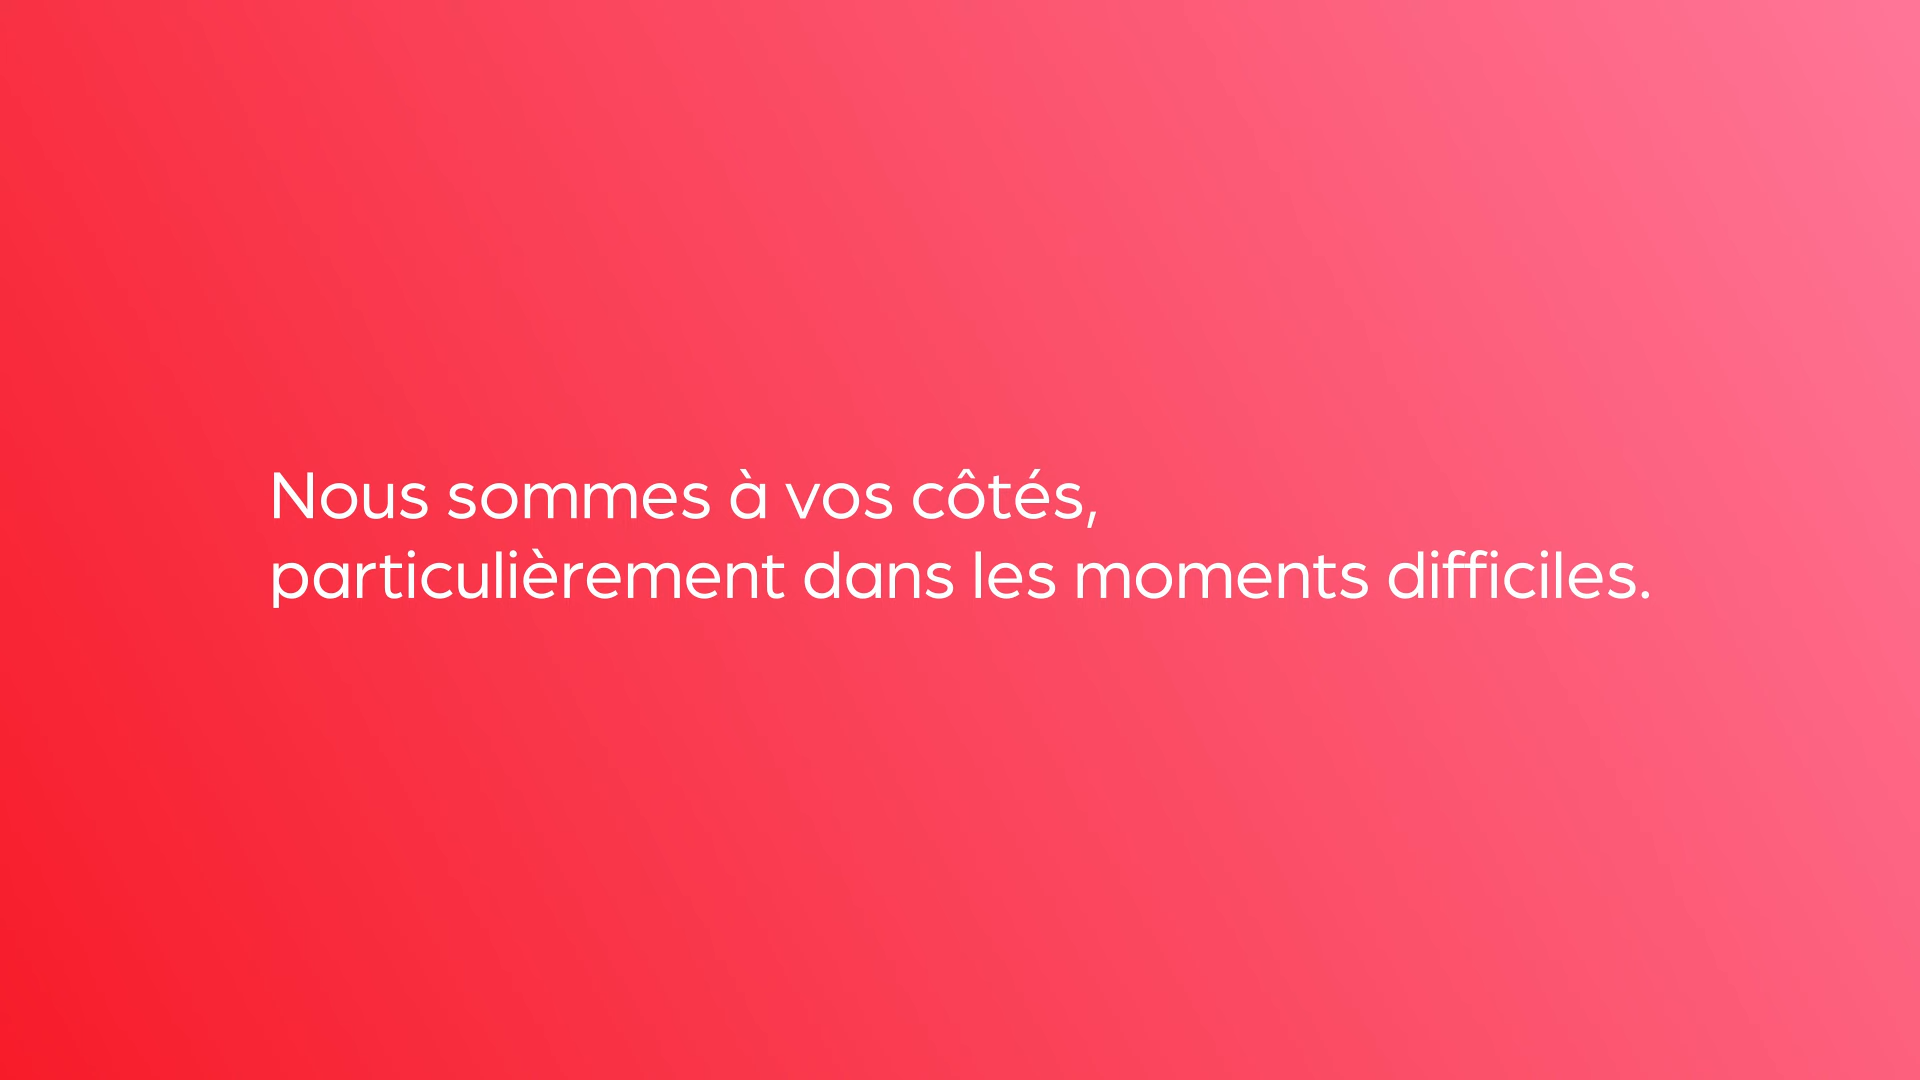 Nous sommes à vos côtés,
particulièrement dans les moments difficiles.